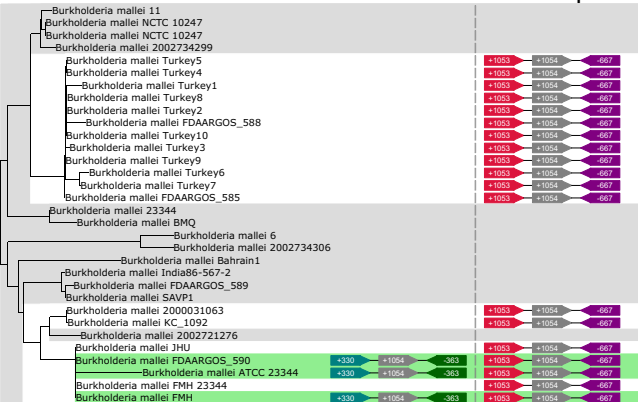 Burkholderia mallei 11
Burkholderia mallei NCTC 10247
Burkholderia mallei NCTC 10247
Burkholderia mallei 2002734299
Burkholderia mallei Turkey5 +1053 +1054 -667
Burkholderia mallei Turkey4 +1053 +1054 -667
Burkholderia mallei Turkey1 +1053 +1054 -667
Burkholderia mallei Turkey8 +1053 +1054 -667
Burkholderia mallei Turkey2 +1053 +1054 -667
Burkholderia mallei FDAARGOS_588 +1053 +1054 -667
Burkholderia mallei Turkey10 +1053 +1054 -667
Burkholderia mallei Turkey3 +1053 +1054 -667
Burkholderia mallei Turkey9 +1053 +1054 -667
Burkholderia mallei Turkey6 +1053 +1054 -667
Burkholderia mallei Turkey7 +1053 +1054 -667
Burkholderia mallei FDAARGOS_585 +1053 +1054 -667
Burkholderia mallei 23344
Burkholderia mallei BMQ
Burkholderia mallei 6
Burkholderia mallei 2002734306
Burkholderia mallei Bahrain1
Burkholderia mallei India86-567-2
Burkholderia mallei FDAARGOS_589
Burkholderia mallei SAVP1
Burkholderia mallei 2000031063 +1053 +1054 -667
Burkholderia mallei KC_1092 +1053 +1054 -667
Burkholderia mallei 2002721276
Burkholderia mallei JHU +1053 +1054 -667
Burkholderia mallei FDAARGOS_590 +330 +1054 -363 +1053 +1054 -667
Burkholderia mallei ATCC 23344 +330 +1054 -363 +1053 +1054 -667
Burkholderia mallei FMH 23344 +1053 +1054 -667
Burkholderia mallei FMH +330 +1054 -363 +1053 +1054 -667